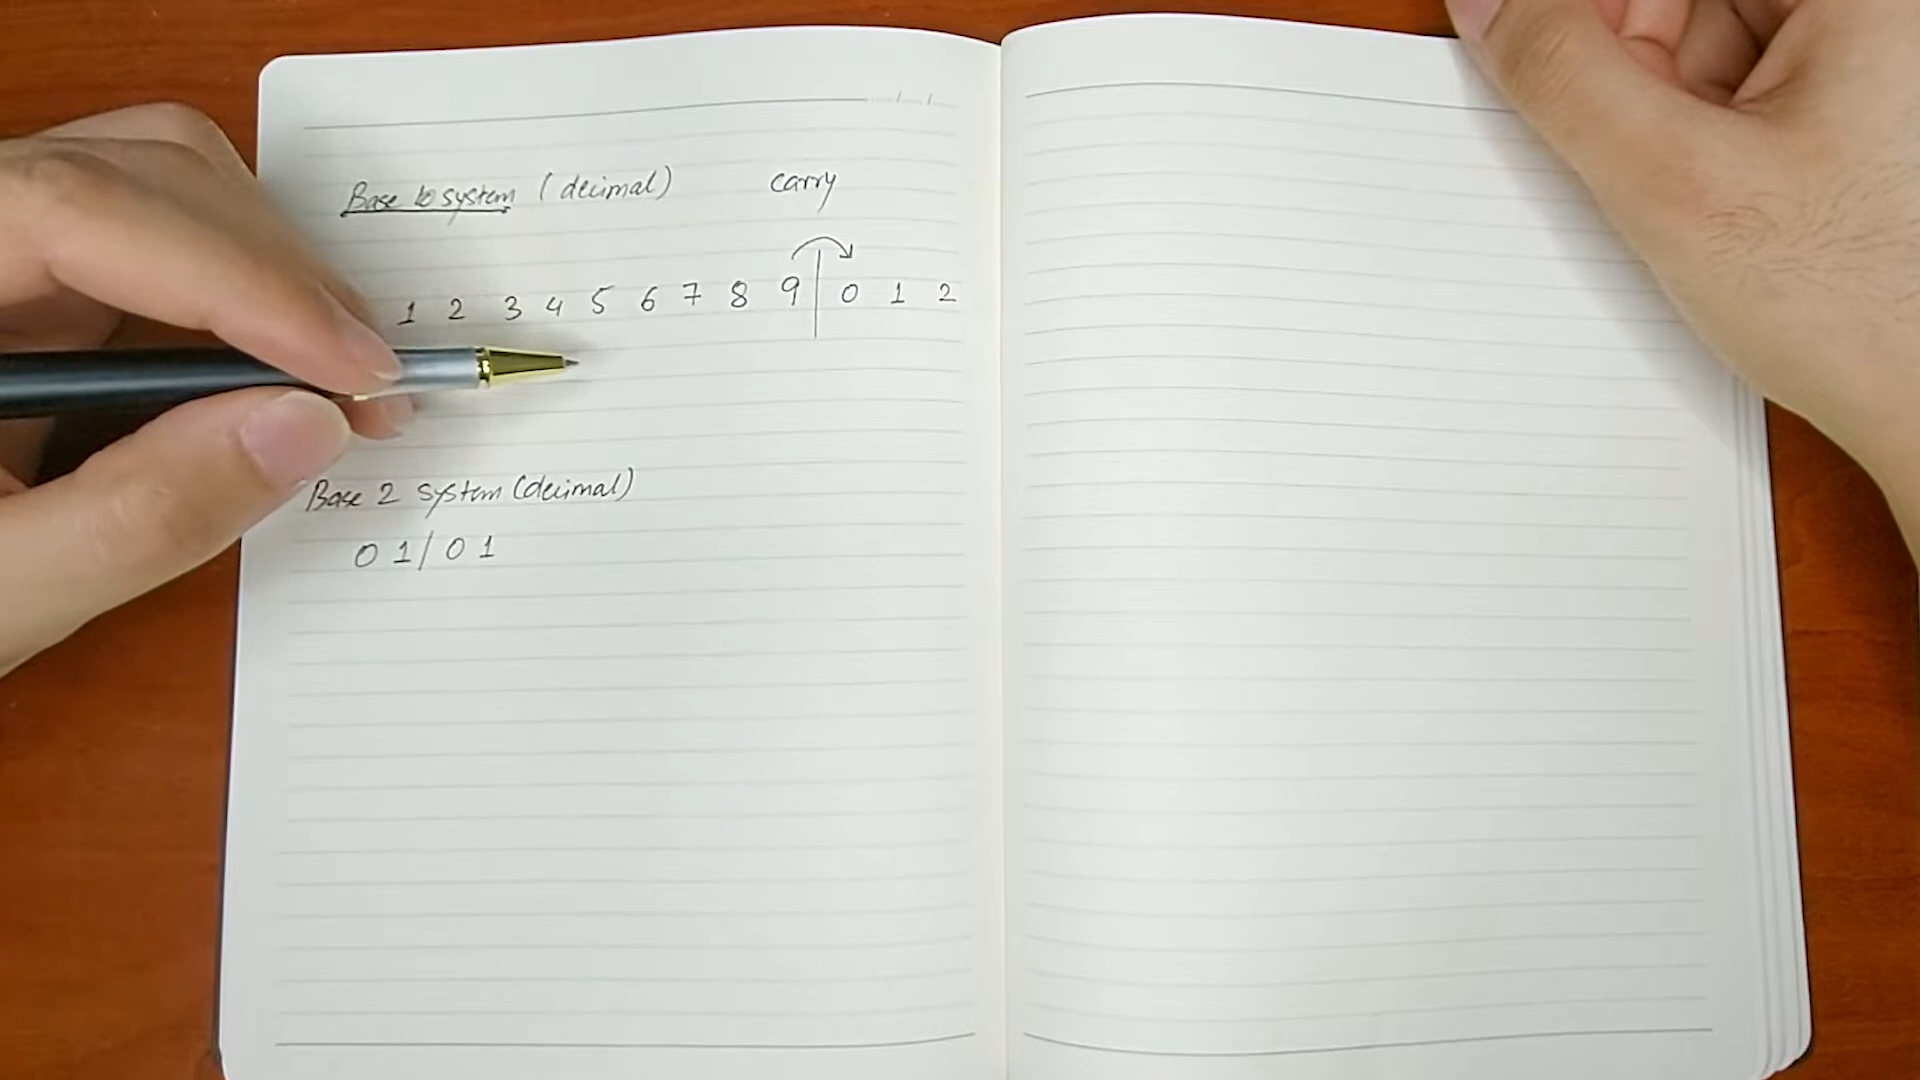 Base 10 system (decimal) carry
1 2 3 4 5 6 7 8 9 | 0 1 2
Base 2 system (decimal)
0 1 / 0 1